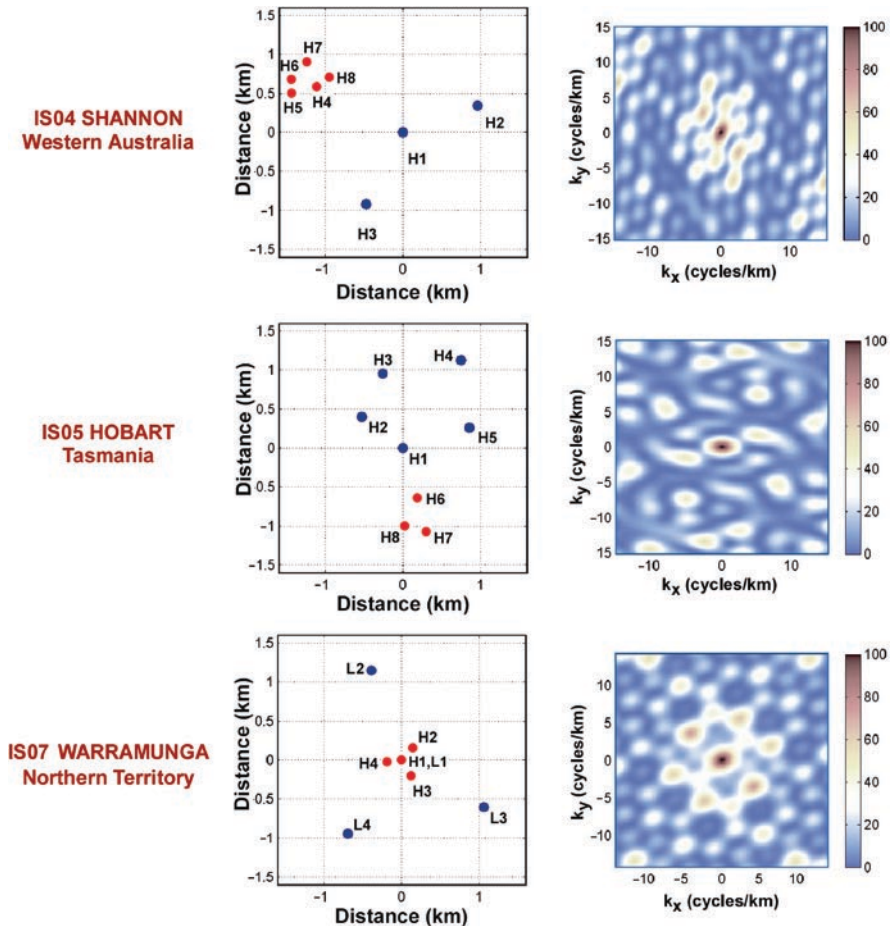 IS04 SHANNON
Western Australia
Distance (km)
1.5
1
0.5
0
−0.5
−1
−1.5
H7
H6
H8
H5
H4
H2
H1
H3
−1
0
1
Distance (km)
k_y (cycles/km)
15
10
5
0
−5
−10
−15
−10
0
10
k_x (cycles/km)
100
80
60
40
20
0
IS05 HOBART
Tasmania
Distance (km)
1.5
1
0.5
0
−0.5
−1
−1.5
H3
H4
H2
H5
H1
H6
H8
H7
−1
0
1
Distance (km)
k_y (cycles/km)
15
10
5
0
−5
−10
15
−10
0
10
k_x (cycles/km)
100
80
60
40
20
0
IS07 WARRAMUNGA
Northern Territory
Distance (km)
1.5
1
0.5
0
−0.5
−1
−1.5
L2
H2
H4
H1,L1
H3
L3
L4
−1
0
1
Distance (km)
k_y (cycles/km)
10
5
0
−5
−10
−10
−5
0
5
10
k_x (cycles/km)
100
80
60
40
20
0